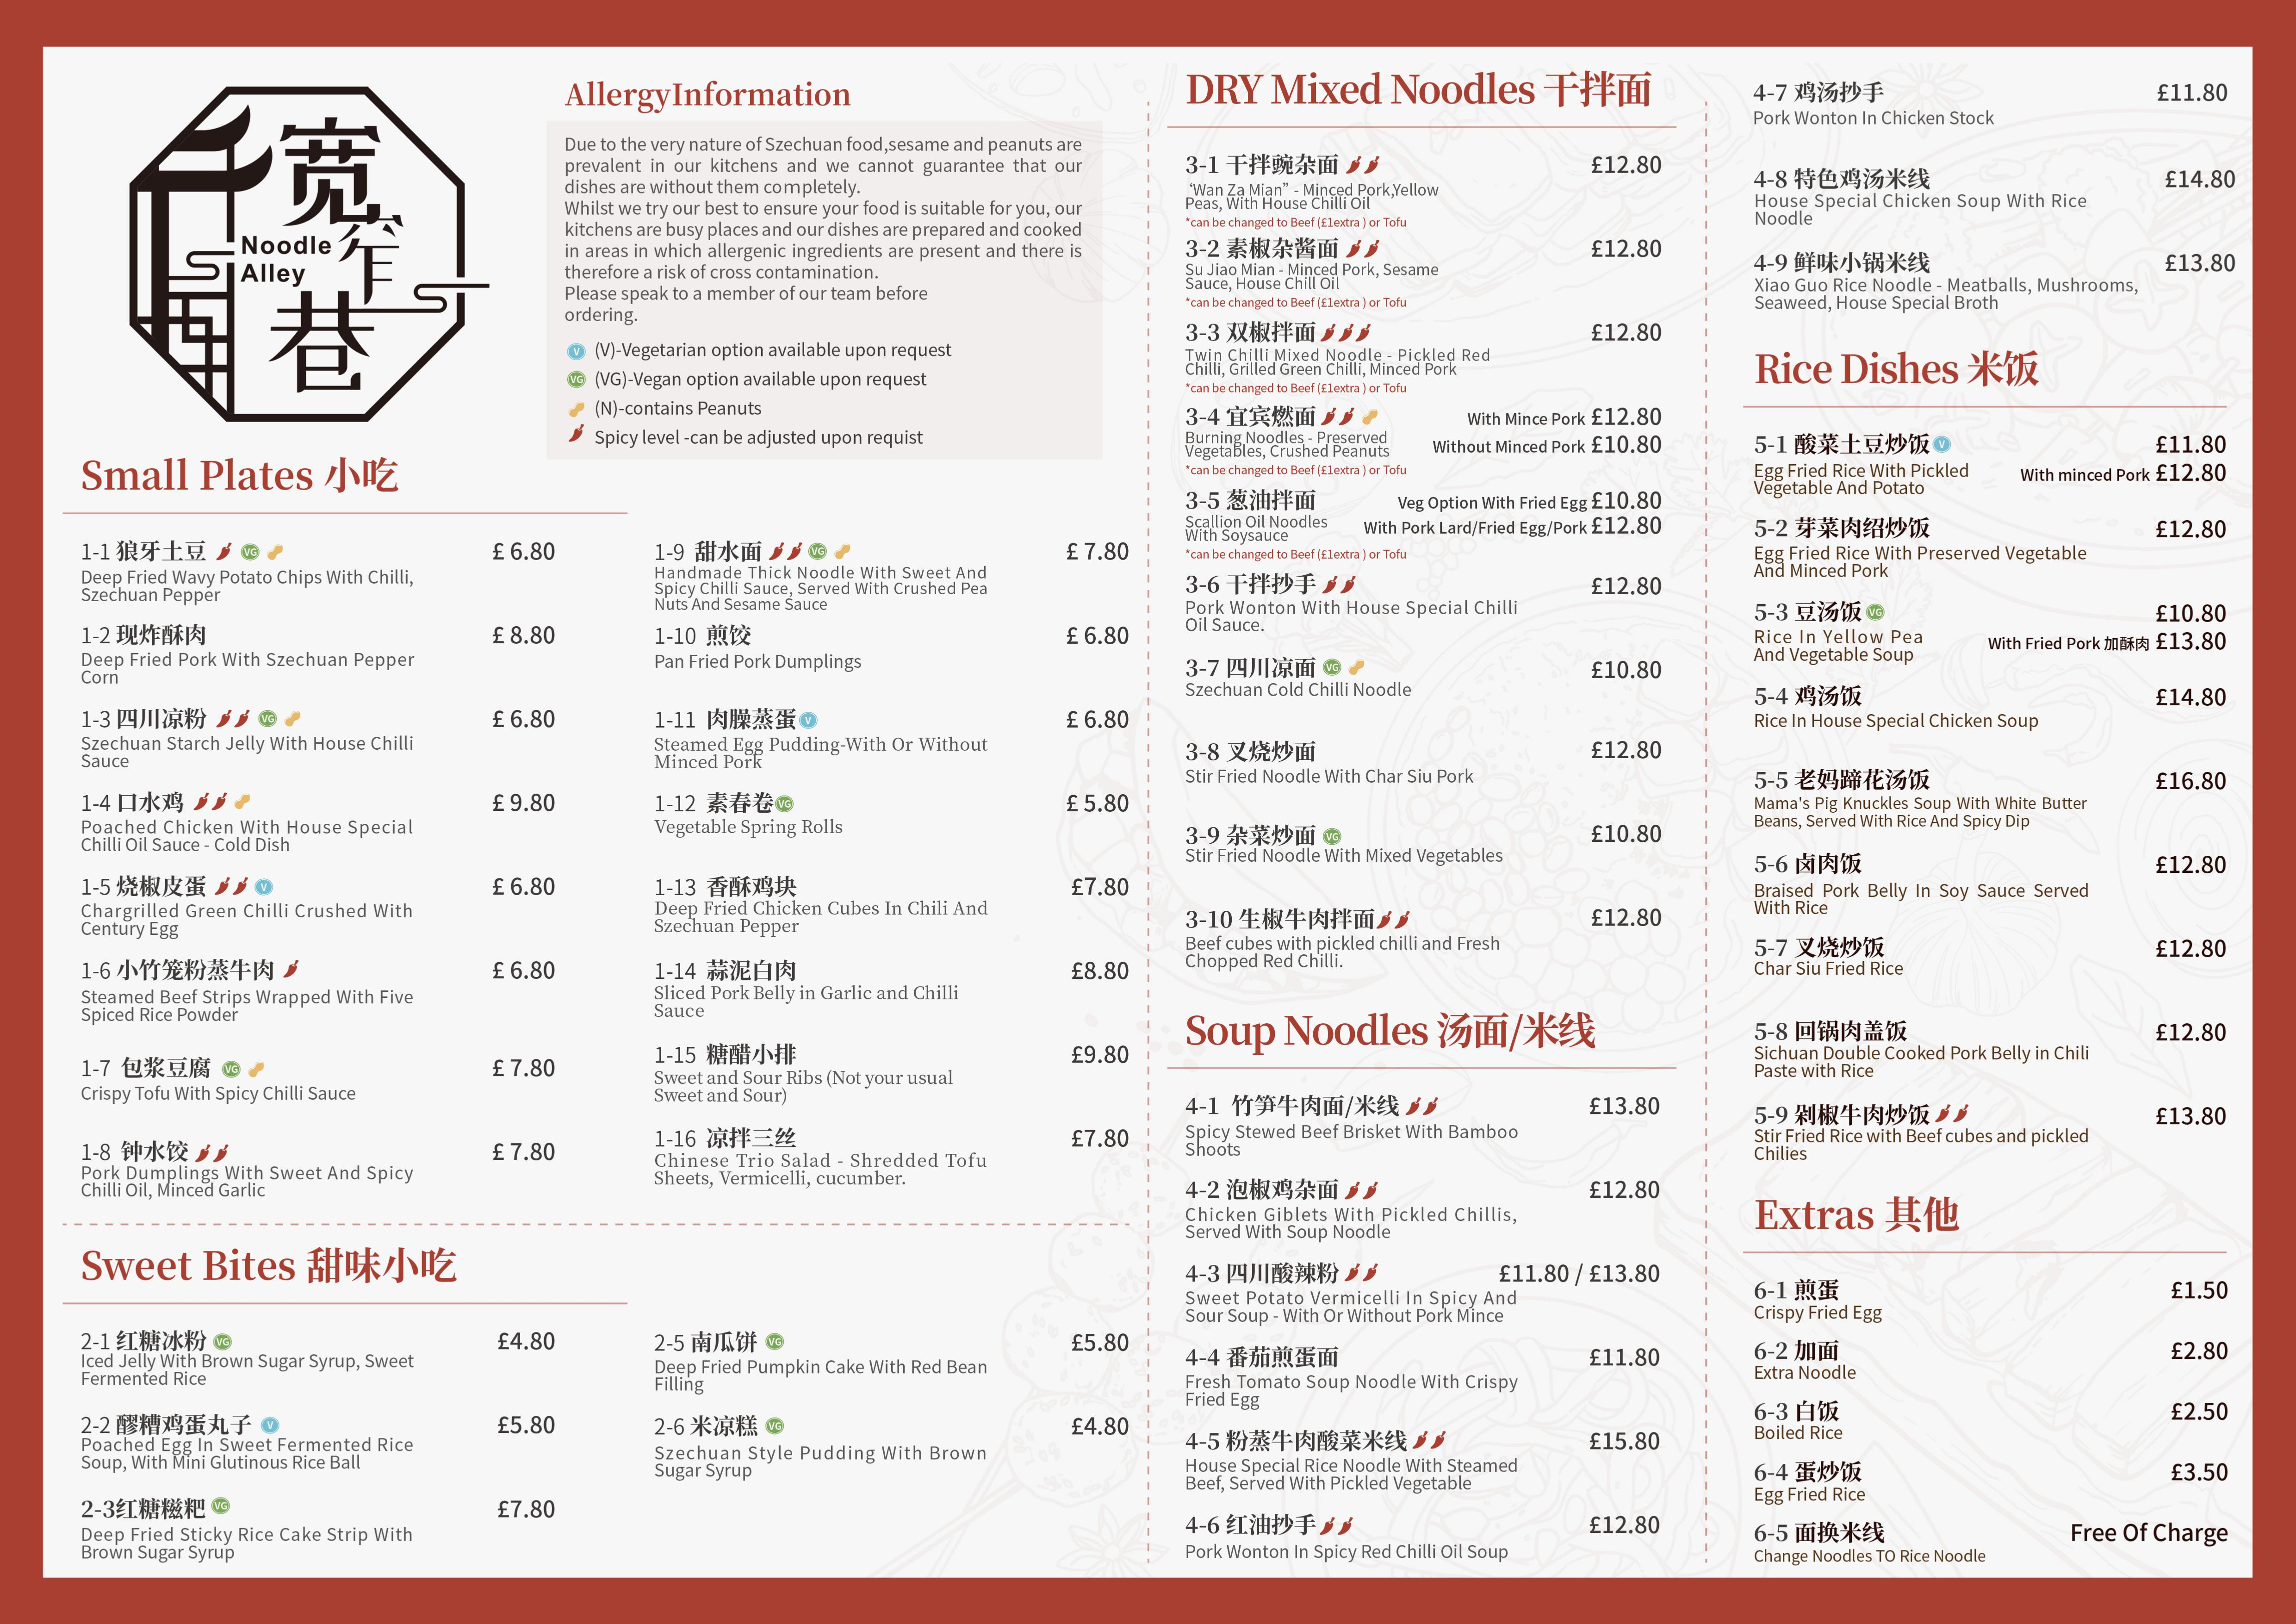 宽窄巷
Noodle
Alley
AllergyInformation
Due to the very nature of Szechuan food,sesame and peanuts are
prevalent in our kitchens and we cannot guarantee that our
dishes are without them completely.
Whilst we try our best to ensure your food is suitable for you, our
kitchens are busy places and our dishes are prepared and cooked
in areas in which allergenic ingredients are present and there is
therefore a risk of cross contamination.
Please speak to a member of our team before
ordering.
V (V)-Vegetarian option available upon request
VG (VG)-Vegan option available upon request
(N)-contains Peanuts
Spicy level -can be adjusted upon requist
Small Plates 小吃
1-1 狼牙土豆 VG £ 6.80
Deep Fried Wavy Potato Chips With Chilli,
Szechuan Pepper
1-2 现炸酥肉 £ 8.80
Deep Fried Pork With Szechuan Pepper
Corn
1-3 四川凉粉 VG £ 6.80
Szechuan Starch Jelly With House Chilli
Sauce
1-4 口水鸡 £ 9.80
Poached Chicken With House Special
Chilli Oil Sauce - Cold Dish
1-5 烧椒皮蛋 V £ 6.80
Chargrilled Green Chilli Crushed With
Century Egg
1-6 小竹笼粉蒸牛肉 £ 6.80
Steamed Beef Strips Wrapped With Five
Spiced Rice Powder
1-7 包浆豆腐 VG £ 7.80
Crispy Tofu With Spicy Chilli Sauce
1-8 钟水饺 £ 7.80
Pork Dumplings With Sweet And Spicy
Chilli Oil, Minced Garlic
1-9 甜水面 VG £ 7.80
Handmade Thick Noodle With Sweet And
Spicy Chilli Sauce, Served With Crushed Pea
Nuts And Sesame Sauce
1-10 煎饺 £ 6.80
Pan Fried Pork Dumplings
1-11 肉臊蒸蛋 V £ 6.80
Steamed Egg Pudding-With Or Without
Minced Pork
1-12 素春卷 VG £ 5.80
Vegetable Spring Rolls
1-13 香酥鸡块 £7.80
Deep Fried Chicken Cubes In Chili And
Szechuan Pepper
1-14 蒜泥白肉 £8.80
Sliced Pork Belly in Garlic and Chilli
Sauce
1-15 糖醋小排 £9.80
Sweet and Sour Ribs (Not your usual
Sweet and Sour)
1-16 凉拌三丝 £7.80
Chinese Trio Salad - Shredded Tofu
Sheets, Vermicelli, cucumber.
Sweet Bites 甜味小吃
2-1 红糖冰粉 VG £4.80
Iced Jelly With Brown Sugar Syrup, Sweet
Fermented Rice
2-2 醪糟鸡蛋丸子 V £5.80
Poached Egg In Sweet Fermented Rice
Soup, With Mini Glutinous Rice Ball
2-3红糖糍粑 VG £7.80
Deep Fried Sticky Rice Cake Strip With
Brown Sugar Syrup
2-5 南瓜饼 VG £5.80
Deep Fried Pumpkin Cake With Red Bean
Filling
2-6 米凉糕 VG £4.80
Szechuan Style Pudding With Brown
Sugar Syrup
DRY Mixed Noodles 干拌面
3-1 干拌豌杂面 £12.80
‘Wan Za Mian” - Minced Pork,Yellow
Peas, With House Chilli Oil
*can be changed to Beef (£1extra ) or Tofu
3-2 素椒杂酱面 £12.80
Su Jiao Mian - Minced Pork, Sesame
Sauce, House Chill Oil
*can be changed to Beef (£1extra ) or Tofu
3-3 双椒拌面 £12.80
Twin Chilli Mixed Noodle - Pickled Red
Chilli, Grilled Green Chilli, Minced Pork
*can be changed to Beef (£1extra ) or Tofu
3-4 宜宾燃面 With Mince Pork £12.80
Burning Noodles - Preserved
Vegetables, Crushed Peanuts
Without Minced Pork £10.80
*can be changed to Beef (£1extra ) or Tofu
3-5 葱油拌面 Veg Option With Fried Egg £10.80
Scallion Oil Noodles
With Soysauce
With Pork Lard/Fried Egg/Pork £12.80
*can be changed to Beef (£1extra ) or Tofu
3-6 干拌抄手 £12.80
Pork Wonton With House Special Chilli
Oil Sauce.
3-7 四川凉面 VG £10.80
Szechuan Cold Chilli Noodle
3-8 叉烧炒面 £12.80
Stir Fried Noodle With Char Siu Pork
3-9 杂菜炒面 VG £10.80
Stir Fried Noodle With Mixed Vegetables
3-10 生椒牛肉拌面 £12.80
Beef cubes with pickled chilli and Fresh
Chopped Red Chilli.
Soup Noodles 汤面/米线
4-1 竹笋牛肉面/米线 £13.80
Spicy Stewed Beef Brisket With Bamboo
Shoots
4-2 泡椒鸡杂面 £12.80
Chicken Giblets With Pickled Chillis,
Served With Soup Noodle
4-3 四川酸辣粉 £11.80 / £13.80
Sweet Potato Vermicelli In Spicy And
Sour Soup - With Or Without Pork Mince
4-4 番茄煎蛋面 £11.80
Fresh Tomato Soup Noodle With Crispy
Fried Egg
4-5 粉蒸牛肉酸菜米线 £15.80
House Special Rice Noodle With Steamed
Beef, Served With Pickled Vegetable
4-6 红油抄手 £12.80
Pork Wonton In Spicy Red Chilli Oil Soup
4-7 鸡汤抄手 £11.80
Pork Wonton In Chicken Stock
4-8 特色鸡汤米线 £14.80
House Special Chicken Soup With Rice
Noodle
4-9 鲜味小锅米线 £13.80
Xiao Guo Rice Noodle - Meatballs, Mushrooms,
Seaweed, House Special Broth
Rice Dishes 米饭
5-1 酸菜土豆炒饭 V £11.80
Egg Fried Rice With Pickled
Vegetable And Potato
With minced Pork £12.80
5-2 芽菜肉绍炒饭 £12.80
Egg Fried Rice With Preserved Vegetable
And Minced Pork
5-3 豆汤饭 VG £10.80
Rice In Yellow Pea
And Vegetable Soup
With Fried Pork 加酥肉 £13.80
5-4 鸡汤饭 £14.80
Rice In House Special Chicken Soup
5-5 老妈蹄花汤饭 £16.80
Mama's Pig Knuckles Soup With White Butter
Beans, Served With Rice And Spicy Dip
5-6 卤肉饭 £12.80
Braised Pork Belly In Soy Sauce Served
With Rice
5-7 叉烧炒饭 £12.80
Char Siu Fried Rice
5-8 回锅肉盖饭 £12.80
Sichuan Double Cooked Pork Belly in Chili
Paste with Rice
5-9 剁椒牛肉炒饭 £13.80
Stir Fried Rice with Beef cubes and pickled
Chilies
Extras 其他
6-1 煎蛋 £1.50
Crispy Fried Egg
6-2 加面 £2.80
Extra Noodle
6-3 白饭 £2.50
Boiled Rice
6-4 蛋炒饭 £3.50
Egg Fried Rice
6-5 面换米线 Free Of Charge
Change Noodles TO Rice Noodle